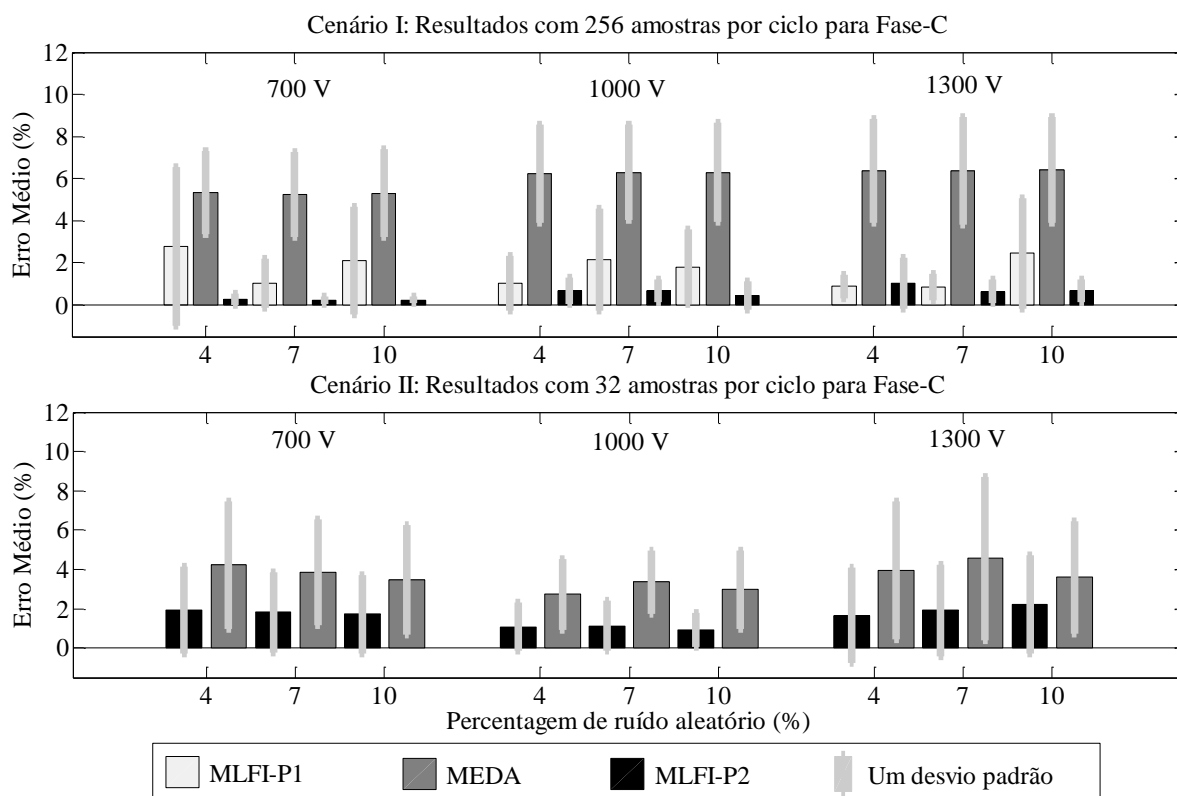 Cenário I: Resultados com 256 amostras por ciclo para Fase-C
Erro Médio (%)
12
10
8
6
4
2
0
700 V
1000 V
1300 V
4 7 10 4 7 10 4 7 10
Cenário II: Resultados com 32 amostras por ciclo para Fase-C
Erro Médio (%)
12
10
8
6
4
2
0
700 V
1000 V
1300 V
4 7 10 4 7 10 4 7 10
Percentagem de ruído aleatório (%)
MLFI-P1 MEDA MLFI-P2 Um desvio padrão